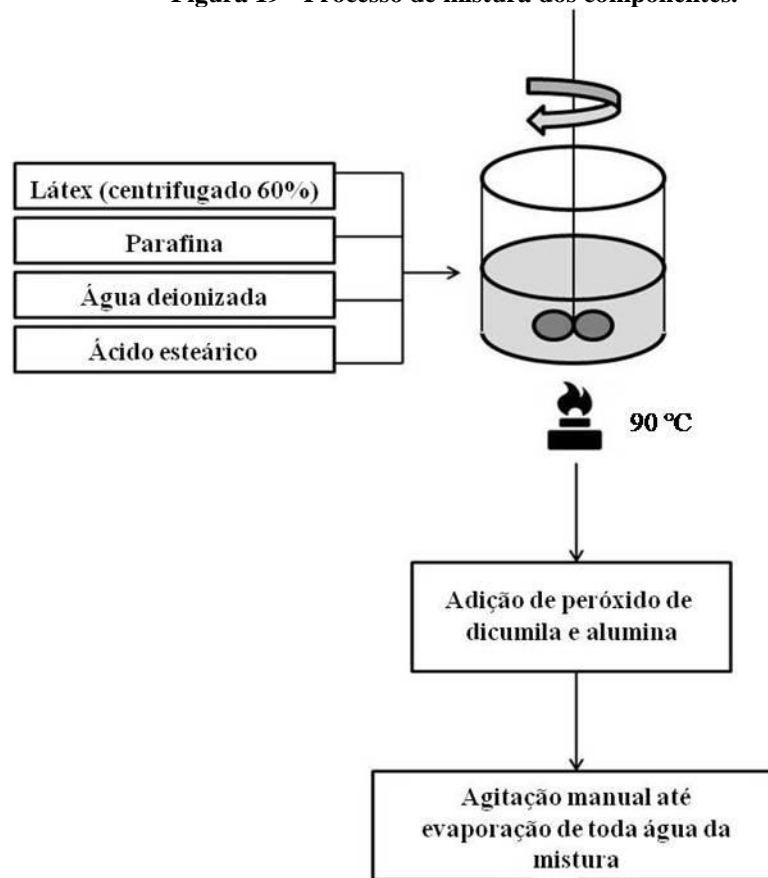 Figura 19 - Processo de mistura dos componentes.
Látex (centrifugado 60%)
Parafina
Água deionizada
Ácido esteárico
90 °C
Adição de peróxido de
dicumila e alumina
Agitação manual até
evaporação de toda água da
mistura